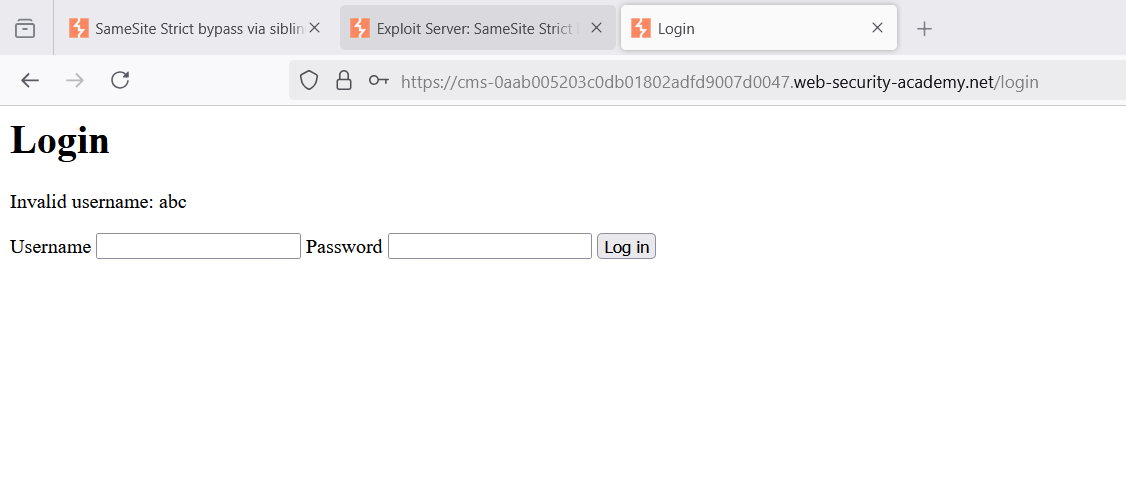 SameSite Strict bypass via siblin
Exploit Server: SameSite Strict
Login
https://cms-0aab005203c0db01802adfd9007d0047.web-security-academy.net/login
Login
Invalid username: abc
Username Password Log in